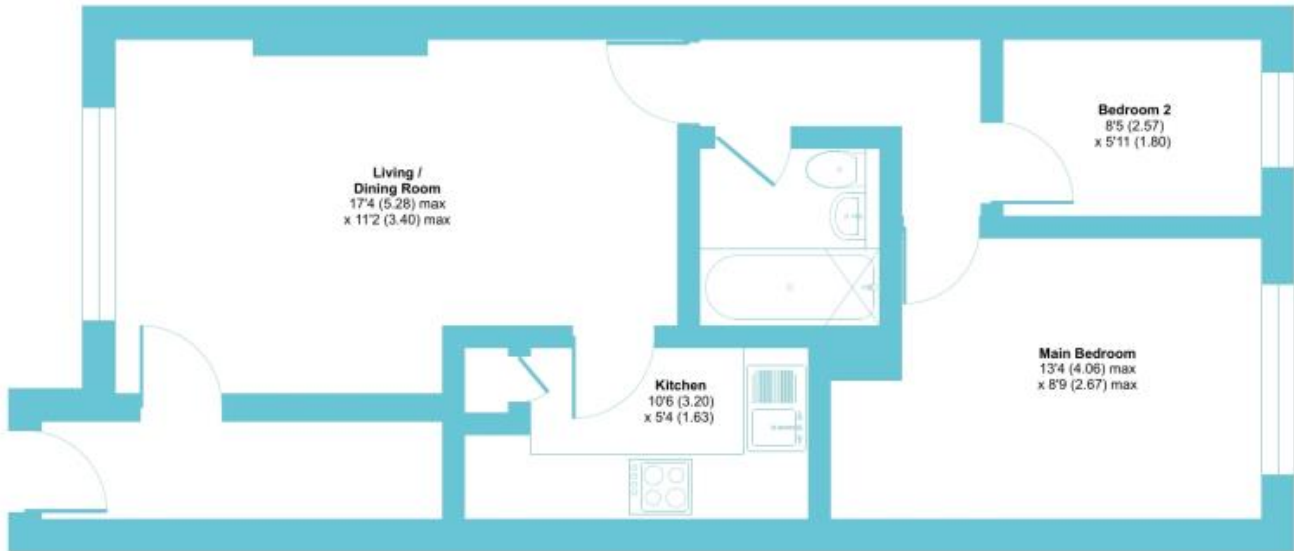 Living /
Dining Room
17'4 (5.28) max
x 11'2 (3.40) max
Bedroom 2
8'5 (2.57)
x 5'11 (1.80)
Kitchen
10'6 (3.20)
x 5'4 (1.63)
Main Bedroom
13'4 (4.06) max
x 8'9 (2.67) max